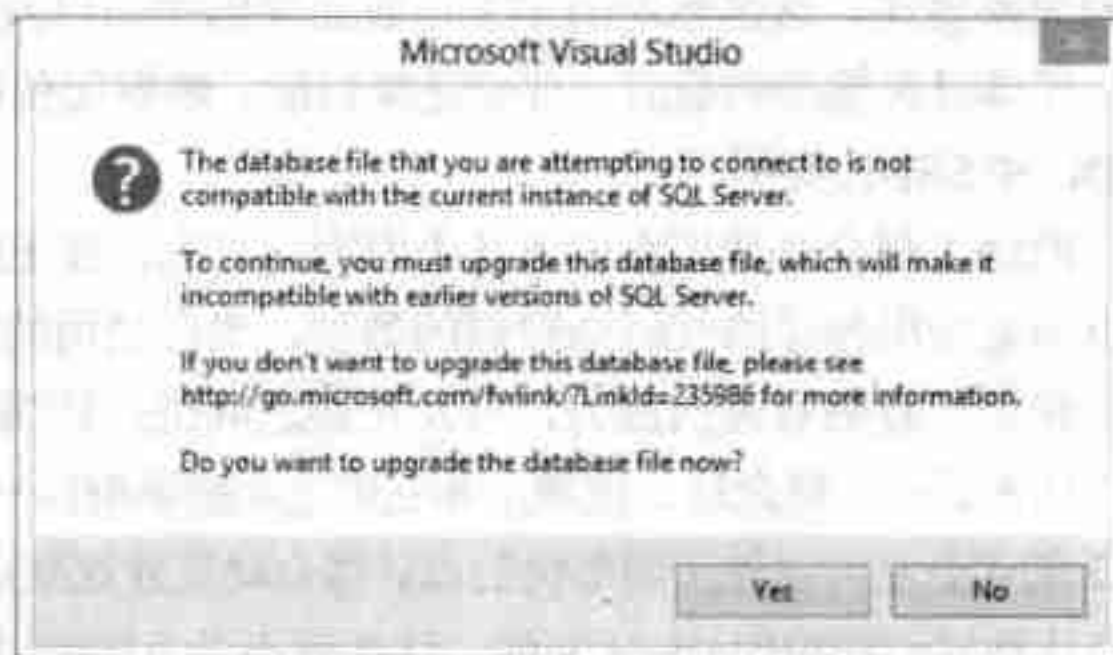 Microsoft Visual Studio
The database file that you are attempting to connect to is not
compatible with the current instance of SQL Server.
To continue, you must upgrade this database file, which will make it
incompatible with earlier versions of SQL Server.
If you don't want to upgrade this database file, please see
http://go.microsoft.com/fwlink/?LinkId=235986 for more information.
Do you want to upgrade the database file now?
Yes
No